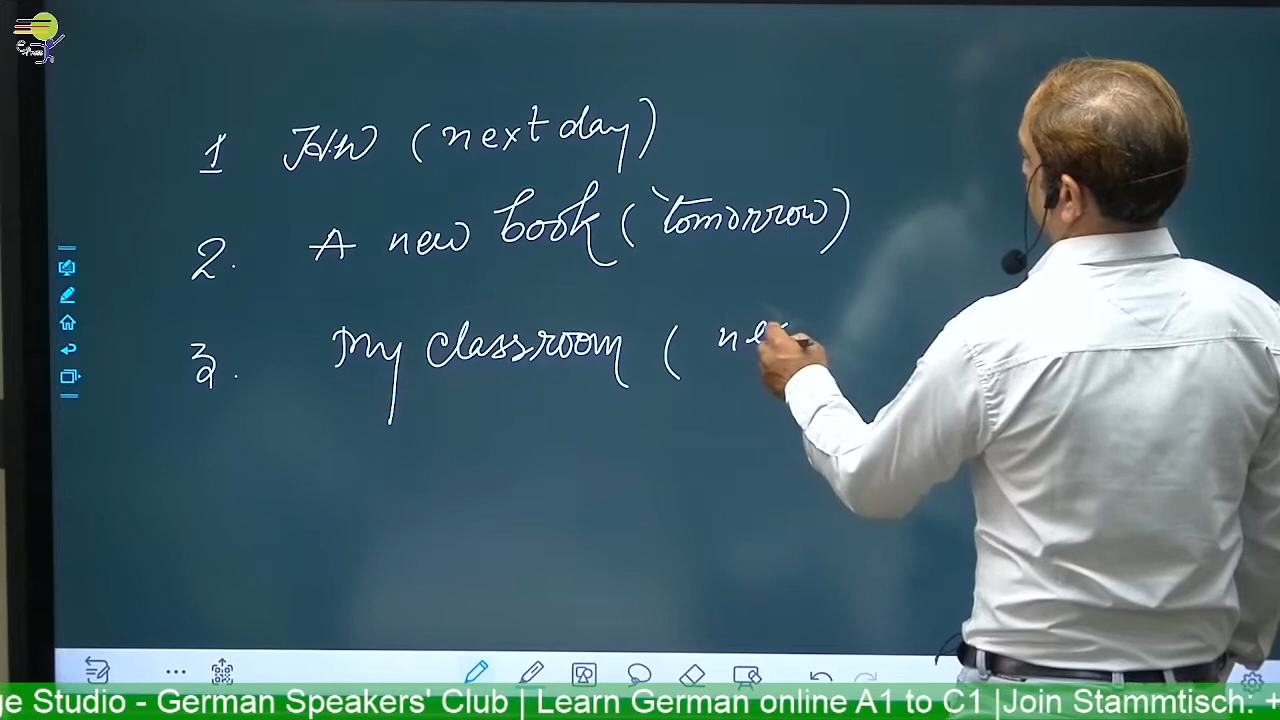 1 H.W (next day)
2. A new book (tomorrow)
3. My classroom ( ne
ge Studio - German Speakers' Club | Learn German online A1 to C1 |Join Stammtisch: +